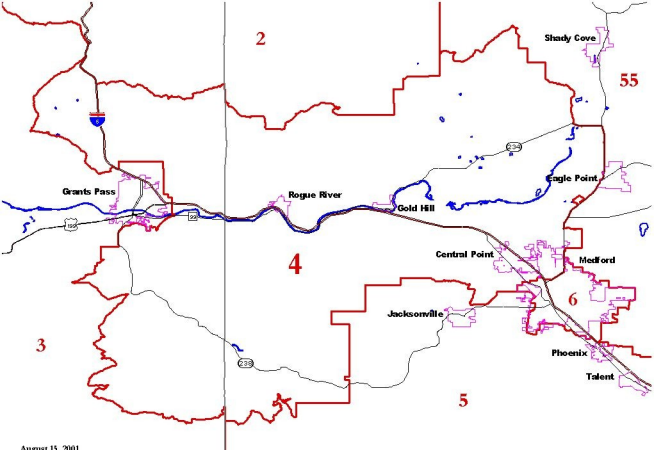 2
Shady Cove
55
5
234
Grants Pass
Rogue River
Eagle Point
Gold Hill
199
99
4
Central Point
Medford
6
Jacksonville
3
238
Phoenix
Talent
5
August 15, 2001